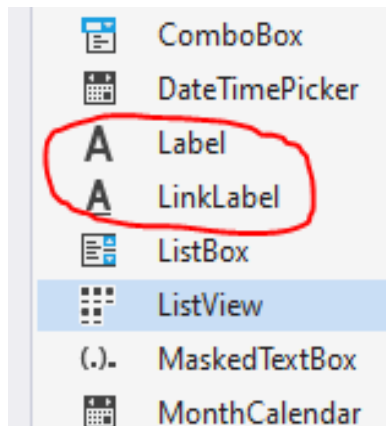 ComboBox
DateTimePicker
Label
LinkLabel
ListBox
ListView
MaskedTextBox
MonthCalendar